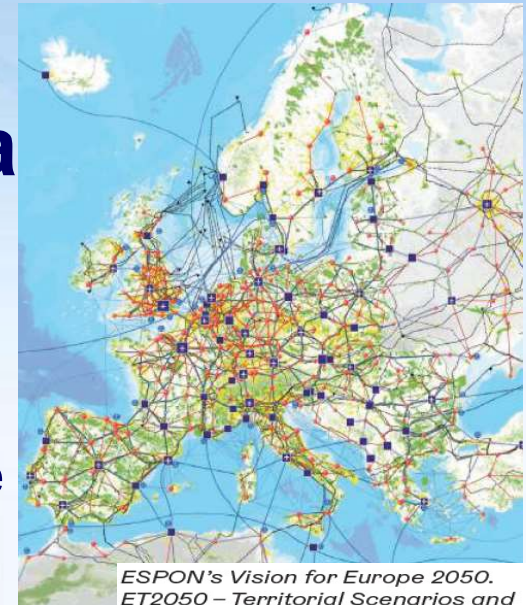 a
e
ESPON's Vision for Europe 2050.
ET2050 – Territorial Scenarios and